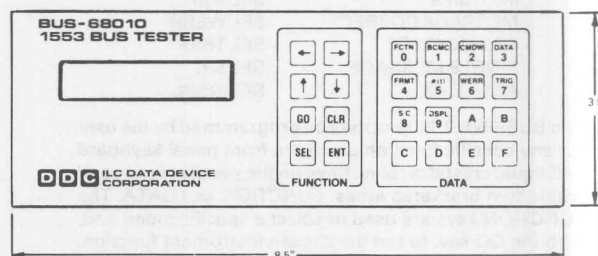 BUS-68010
1553 BUS TESTER
← →
↑ ↓
GO CLR
SEL ENT
FUNCTION
FCTN 0 BCMC 1 CMDW 2 DATA 3
FRMT 4 #(t) 5 WERR 6 TRIG 7
SC 8 DSPL 9 A B
C D E F
DATA
DDC ILC DATA DEVICE
CORPORATION
8.5"